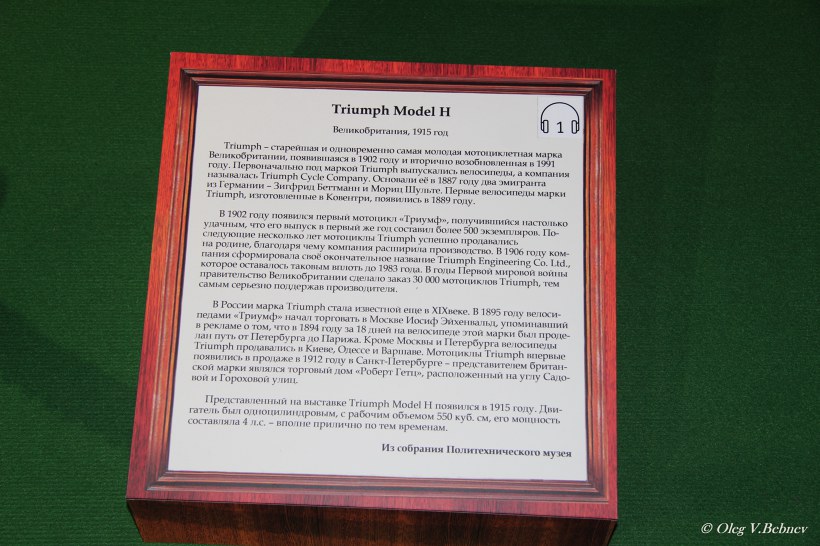 Triumph Model H
1
Великобритания, 1915 год
Triumph – старейшая и одновременно самая молодая мотоциклетная марка
Великобритании, появившаяся в 1902 году и вторично возобновленная в 1991
году. Первоначально под маркой Triumph выпускались велосипеды, а компания
называлась Triumph Cycle Company. Основали её в 1887 году два эмигранта
из Германии – Зигфрид Беттманн и Мориц Шульте. Первые велосипеды марки
Triumph, изготовленные в Ковентри, появились в 1889 году.
В 1902 году появился первый мотоцикл «Триумф», получившийся настолько
удачным, что его выпуск в первый же год составил более 500 экземпляров. По-
следующие несколько лет мотоциклы Triumph успешно продавались
на родине, благодаря чему компания расширила производство. В 1906 году ком-
пания сформировала своё окончательное название Triumph Engineering Co. Ltd.,
которое оставалось таковым вплоть до 1983 года. В годы Первой мировой войны
правительство Великобритании сделало заказ 30 000 мотоциклов Triumph, тем
самым серьезно поддержав производителя.
В России марка Triumph стала известной еще в XIXвеке. В 1895 году велоси-
педами «Триумф» начал торговать в Москве Иосиф Эйхенвальд, упоминавший
в рекламе о том, что в 1894 году за 18 дней на велосипеде этой марки был проде-
лан путь от Петербурга до Парижа. Кроме Москвы и Петербурга велосипеды
Triumph продавались в Киеве, Одессе и Варшаве. Мотоциклы Triumph впервые
появились в продаже в 1912 году в Санкт-Петербурге – представителем британ-
ской марки являлся торговый дом «Роберт Гетц», расположенный на углу Садо-
вой и Гороховой улиц.
Представленный на выставке Triumph Model H появился в 1915 году. Дви-
гатель был одноцилиндровым, с рабочим объемом 550 куб. см, его мощность
составляла 4 л.с. – вполне прилично по тем временам.
Из собрания Политехнического музея
© Oleg V.Bebnev